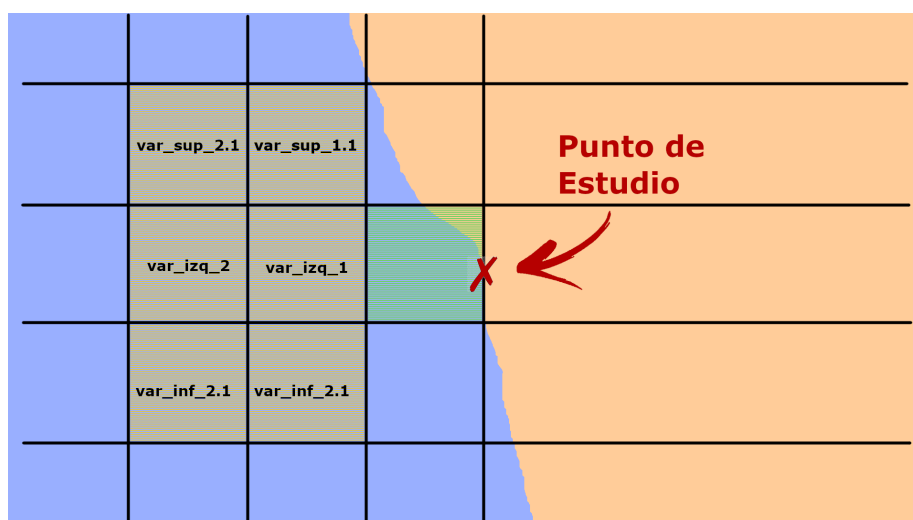 var_sup_2.1 var_sup_1.1
Punto de
Estudio
var_izq_2 var_izq_1
X
var_inf_2.1 var_inf_2.1